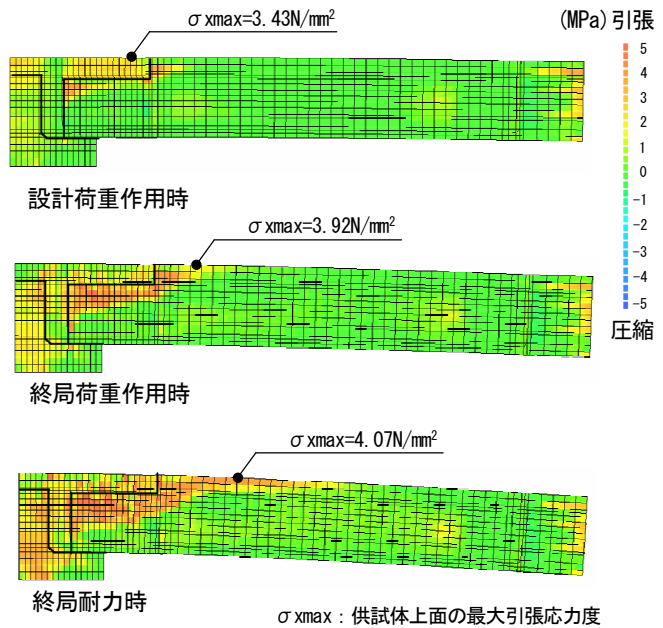 σxmax=3.43N/mm²
(MPa)引張
5
4
3
2
1
0
-1
-2
-3
-4
-5
圧縮
設計荷重作用時
σxmax=3.92N/mm²
終局荷重作用時
σxmax=4.07N/mm²
終局耐力時
σxmax：供試体上面の最大引張応力度